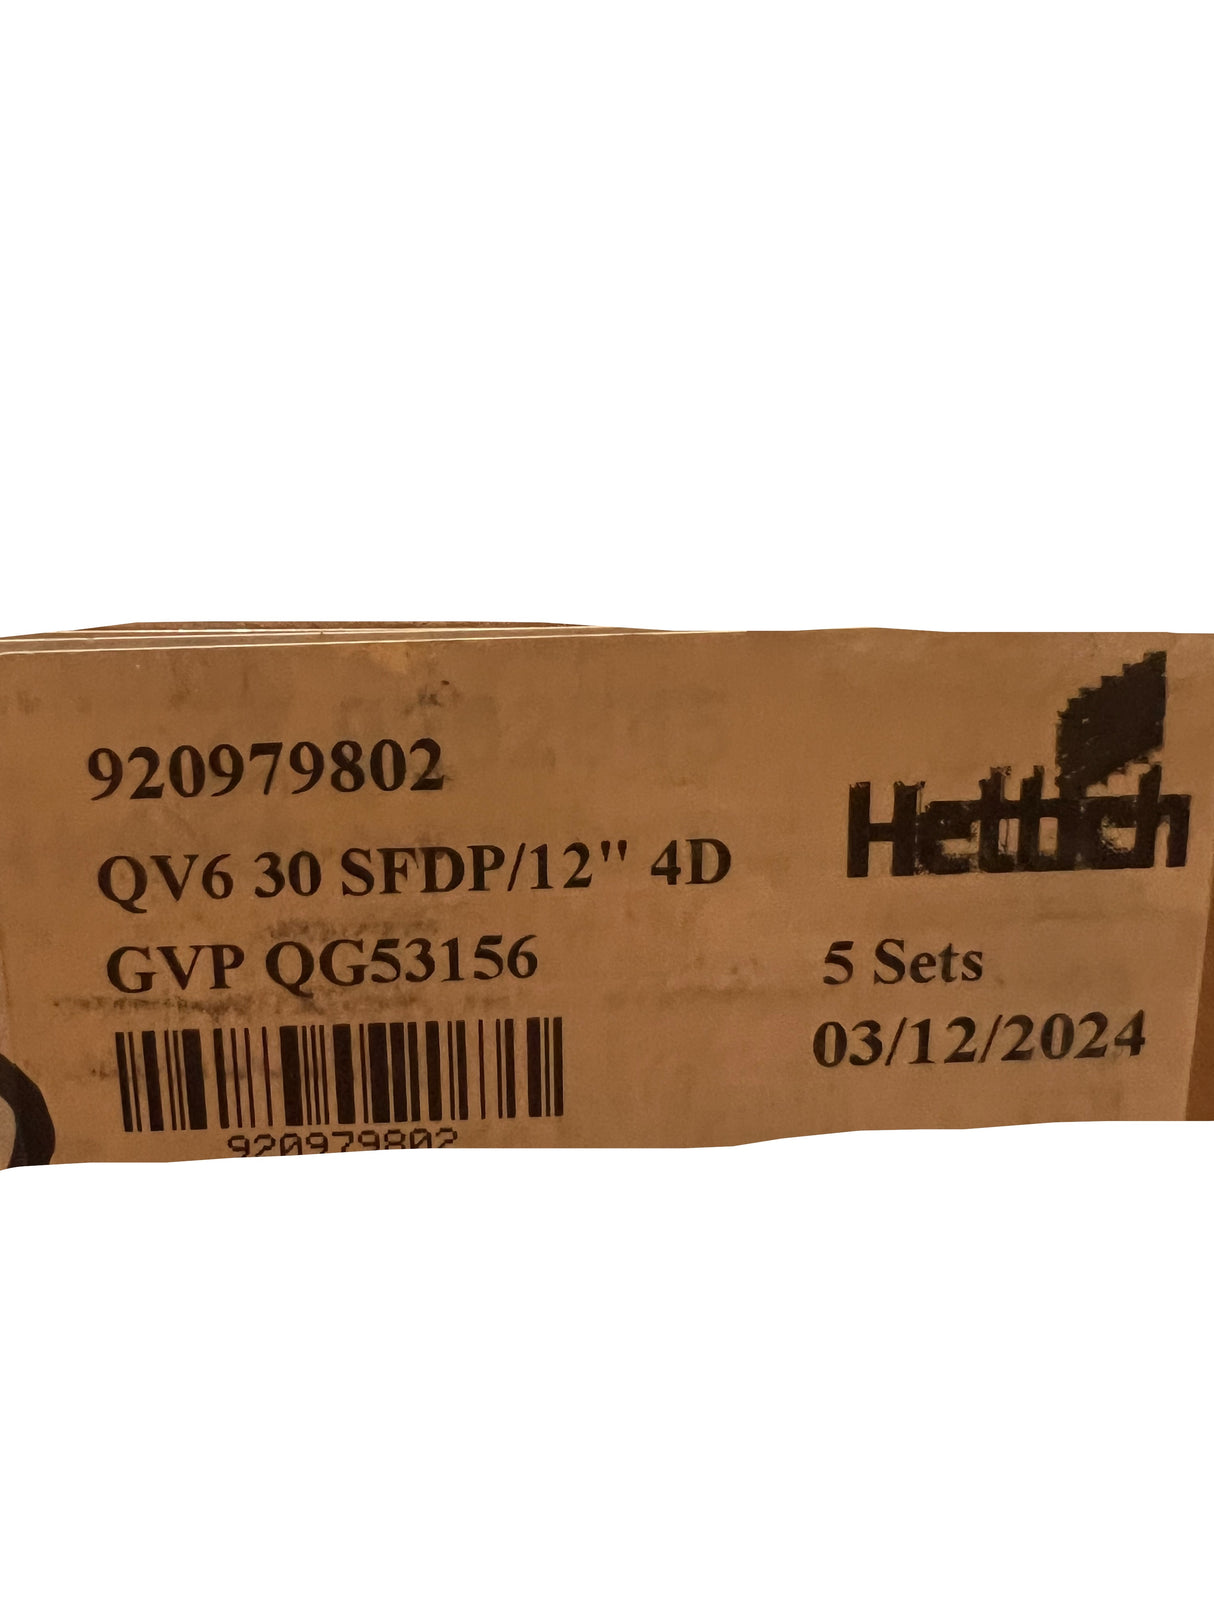 920979802
Hettich
QV6 30 SFDP/12" 4D
GVP QG53156
5 Sets
03/12/2024
920979802